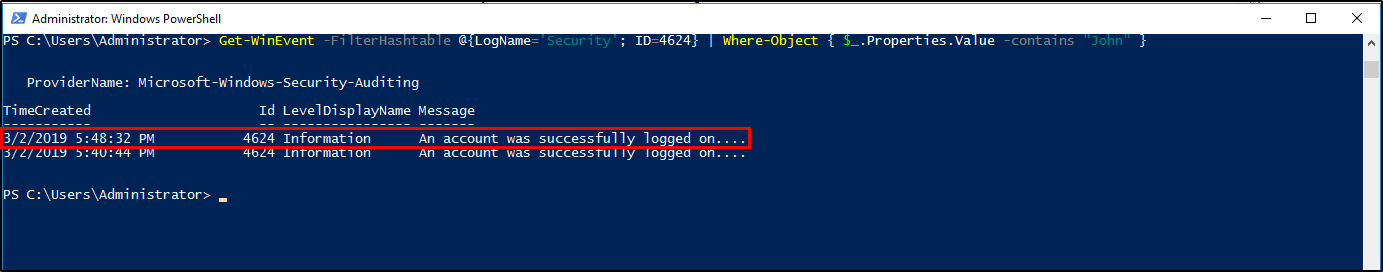 Administrator: Windows PowerShell
PS C:\Users\Administrator> Get-WinEvent -FilterHashtable @{LogName='Security'; ID=4624} | Where-Object { $_.Properties.Value -contains "John" }
ProviderName: Microsoft-Windows-Security-Auditing
TimeCreated Id LevelDisplayName Message
----------- -- ---------------- -------
3/2/2019 5:48:32 PM 4624 Information An account was successfully logged on....
3/2/2019 5:40:44 PM 4624 Information An account was successfully logged on....
PS C:\Users\Administrator>